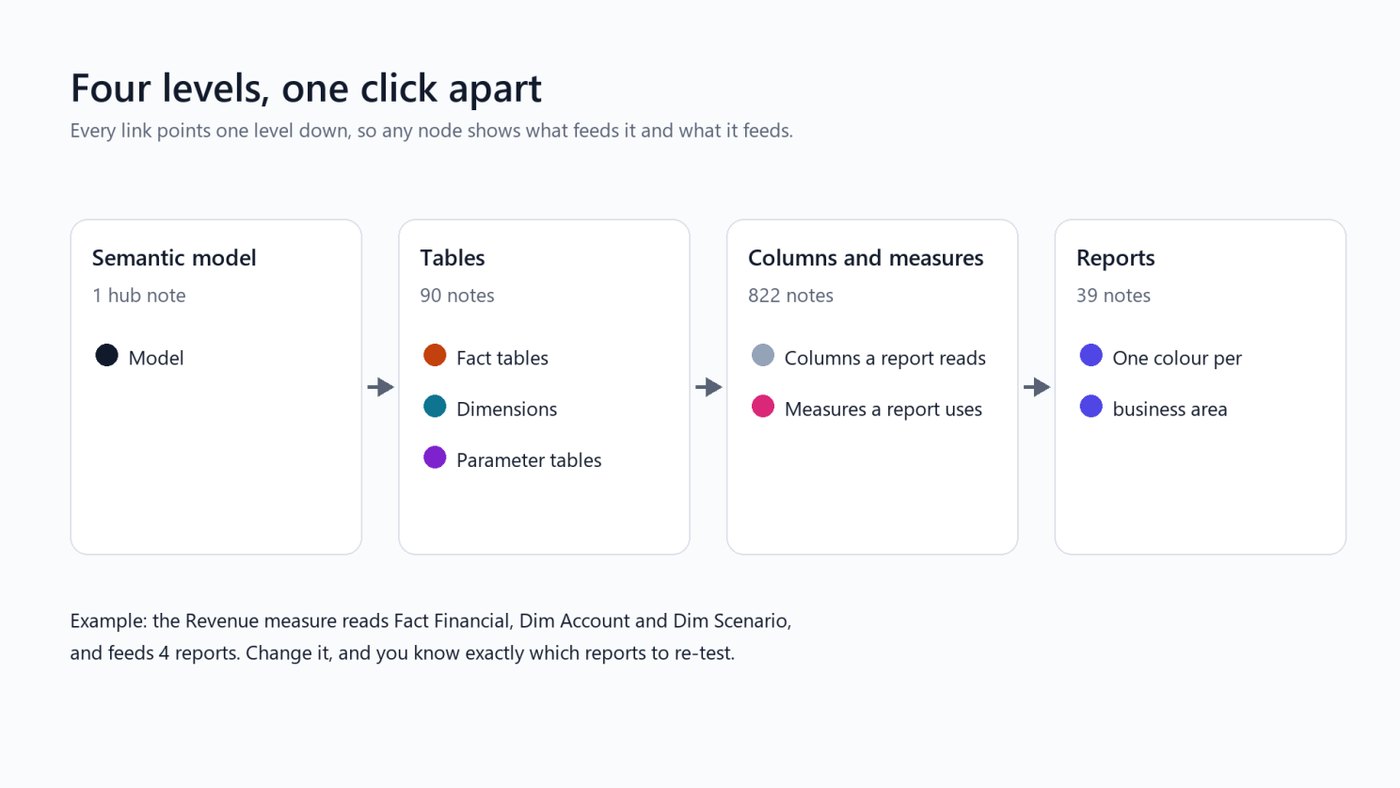 Four levels, one click apart
Every link points one level down, so any node shows what feeds it and what it feeds.
Semantic model
1 hub note
Model
Tables
90 notes
Fact tables
Dimensions
Parameter tables
Columns and measures
822 notes
Columns a report reads
Measures a report uses
Reports
39 notes
One colour per
business area
Example: the Revenue measure reads Fact Financial, Dim Account and Dim Scenario,
and feeds 4 reports. Change it, and you know exactly which reports to re-test.